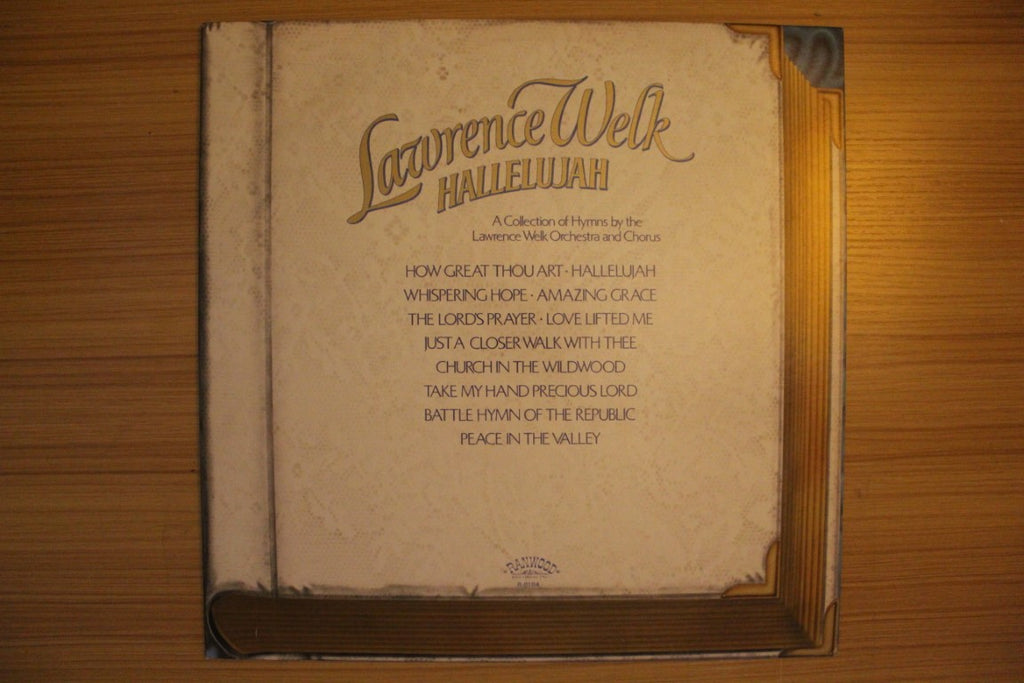 Lawrence Welk
HALLELUJAH
A Collection of Hymns by the
Lawrence Welk Orchestra and Chorus
HOW GREAT THOU ART · HALLELUJAH
WHISPERING HOPE · AMAZING GRACE
THE LORD'S PRAYER · LOVE LIFTED ME
JUST A CLOSER WALK WITH THEE
CHURCH IN THE WILDWOOD
TAKE MY HAND PRECIOUS LORD
BATTLE HYMN OF THE REPUBLIC
PEACE IN THE VALLEY
RANWOOD